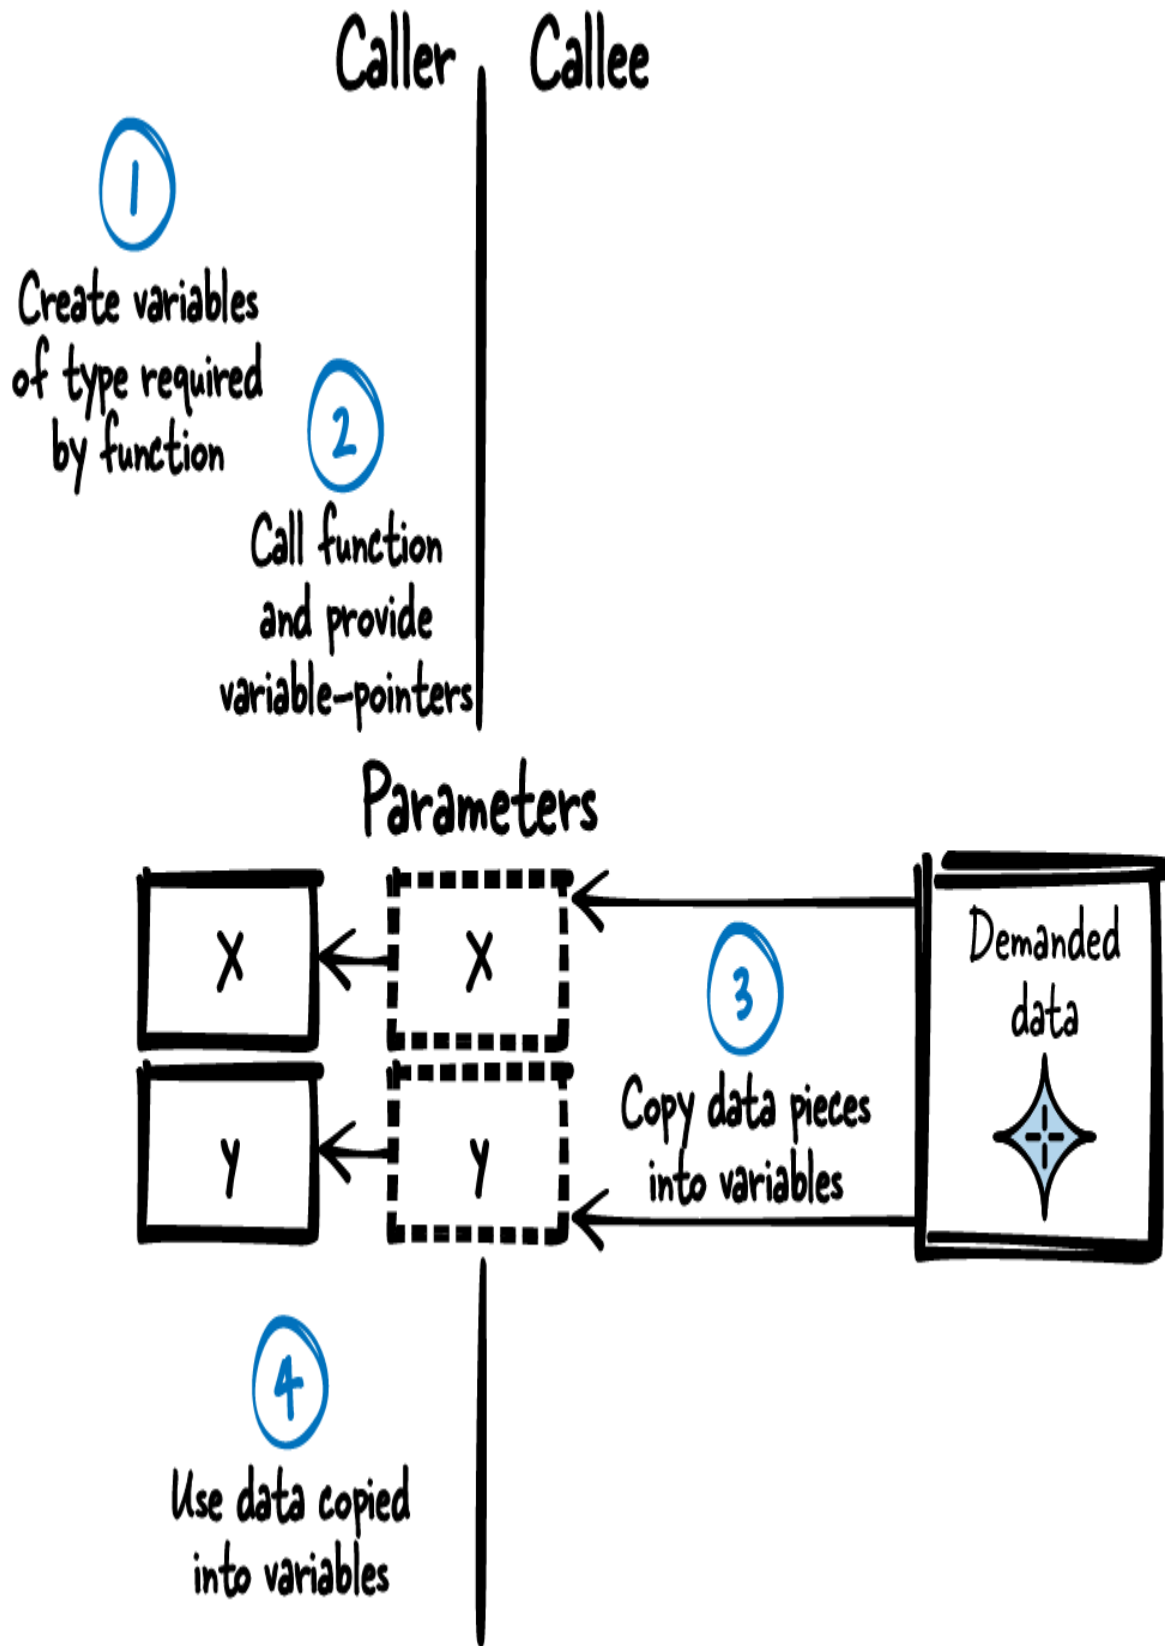 Caller
Callee
1
Create variables
of type required
by function
2
Call function
and provide
variable-pointers
Parameters
X
X
Demanded
data
3
y
y
Copy data pieces
into variables
4
Use data copied
into variables